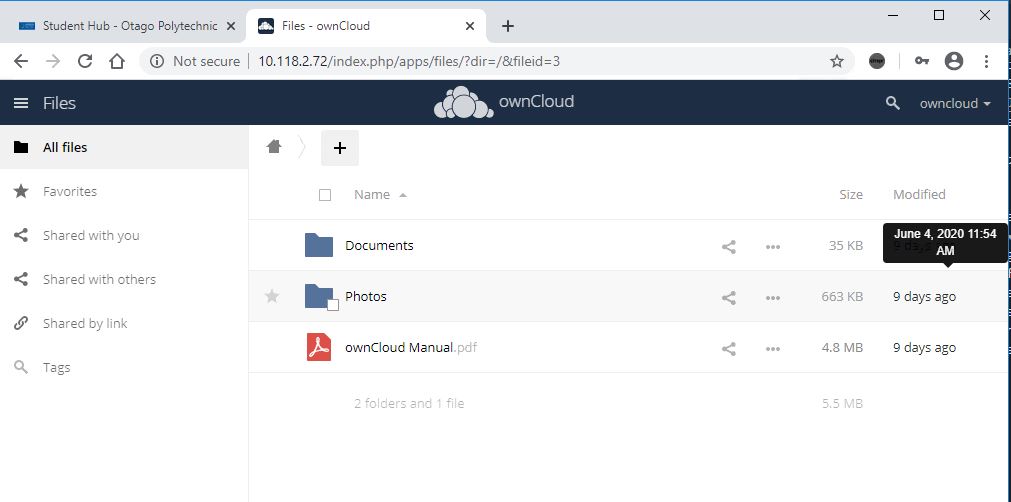 Student Hub - Otago Polytechnic
Files - ownCloud
Not secure | 10.118.2.72/index.php/apps/files/?dir=/&fileid=3
Files
ownCloud
owncloud
All files
Favorites
Shared with you
Shared with others
Shared by link
Tags
Name
Size
Modified
Documents
35 KB
June 4, 2020 11:54
AM
Photos
663 KB
9 days ago
ownCloud Manual.pdf
4.8 MB
9 days ago
2 folders and 1 file
5.5 MB